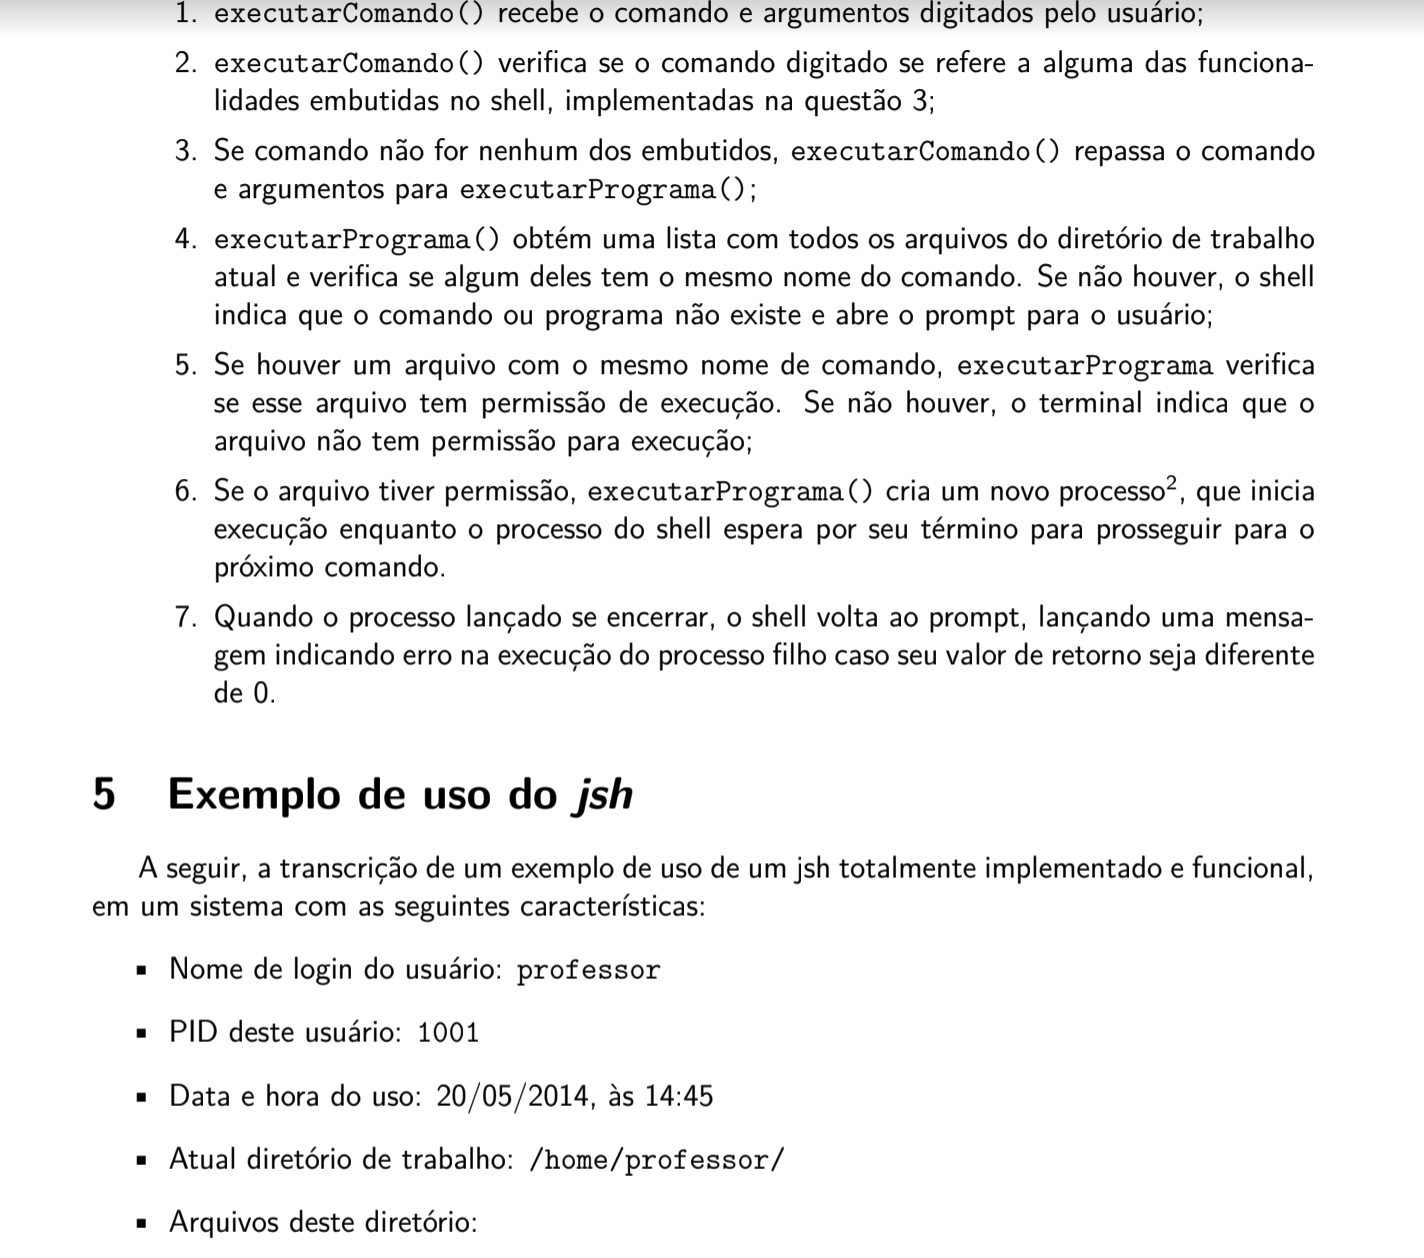 1. executarComando() recebe o comando e argumentos digitados pelo usuário;
2. executarComando() verifica se o comando digitado se refere a alguma das funciona-
lidades embutidas no shell, implementadas na questão 3;
3. Se comando não for nenhum dos embutidos, executarComando() repassa o comando
e argumentos para executarPrograma();
4. executarPrograma() obtém uma lista com todos os arquivos do diretório de trabalho
atual e verifica se algum deles tem o mesmo nome do comando. Se não houver, o shell
indica que o comando ou programa não existe e abre o prompt para o usuário;
5. Se houver um arquivo com o mesmo nome de comando, executarPrograma verifica
se esse arquivo tem permissão de execução. Se não houver, o terminal indica que o
arquivo não tem permissão para execução;
6. Se o arquivo tiver permissão, executarPrograma() cria um novo processo², que inicia
execução enquanto o processo do shell espera por seu término para prosseguir para o
próximo comando.
7. Quando o processo lançado se encerrar, o shell volta ao prompt, lançando uma mensa-
gem indicando erro na execução do processo filho caso seu valor de retorno seja diferente
de 0.
5 Exemplo de uso do jsh
A seguir, a transcrição de um exemplo de uso de um jsh totalmente implementado e funcional,
em um sistema com as seguintes características:
▪ Nome de login do usuário: professor
▪ PID deste usuário: 1001
▪ Data e hora do uso: 20/05/2014, às 14:45
▪ Atual diretório de trabalho: /home/professor/
▪ Arquivos deste diretório: